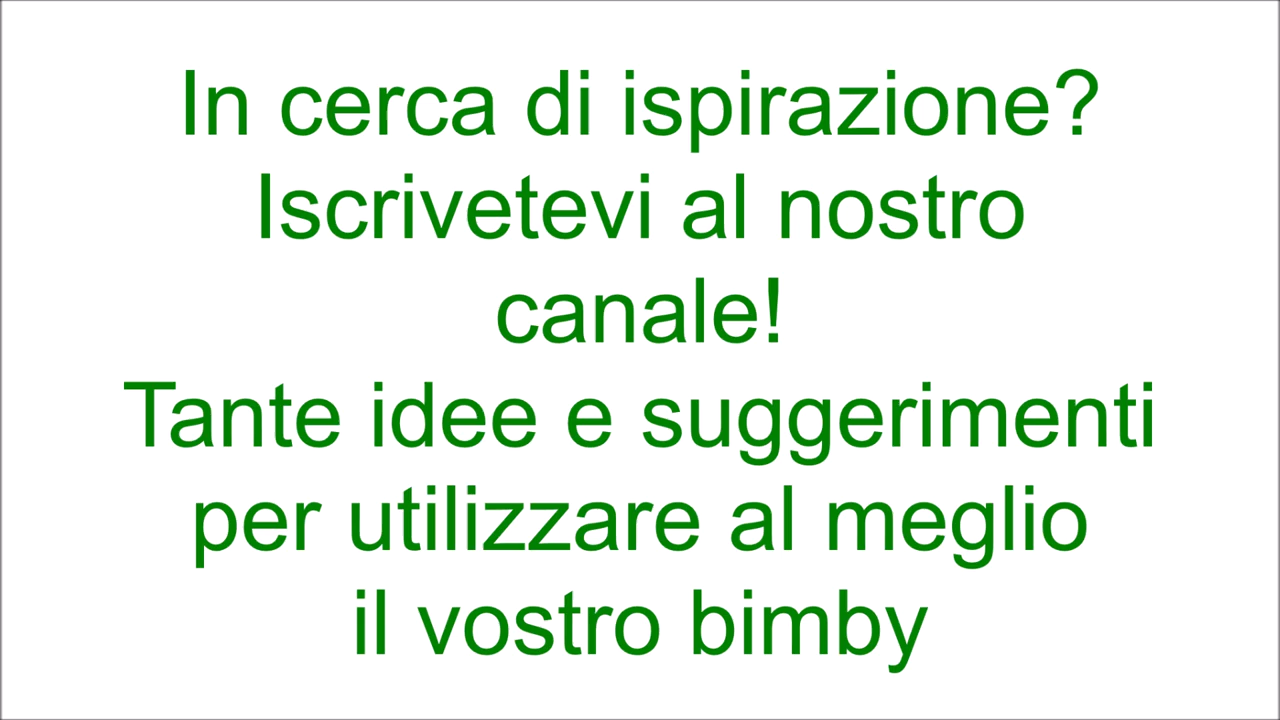 In cerca di ispirazione?
Iscrivetevi al nostro
canale!
Tante idee e suggerimenti
per utilizzare al meglio
il vostro bimby